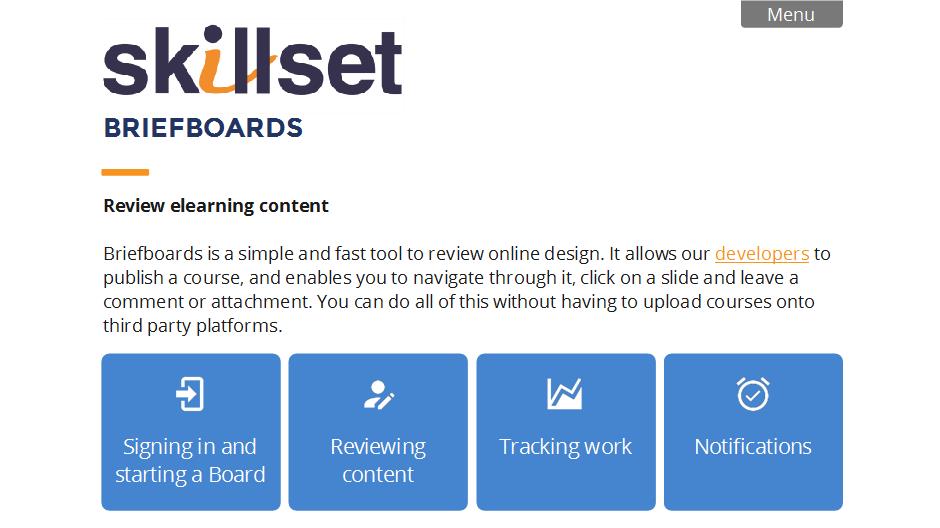 Menu
skillset
BRIEFBOARDS
Review elearning content
Briefboards is a simple and fast tool to review online design. It allows our developers to
publish a course, and enables you to navigate through it, click on a slide and leave a
comment or attachment. You can do all of this without having to upload courses onto
third party platforms.
Signing in and
starting a Board
Reviewing
content
Tracking work
Notifications